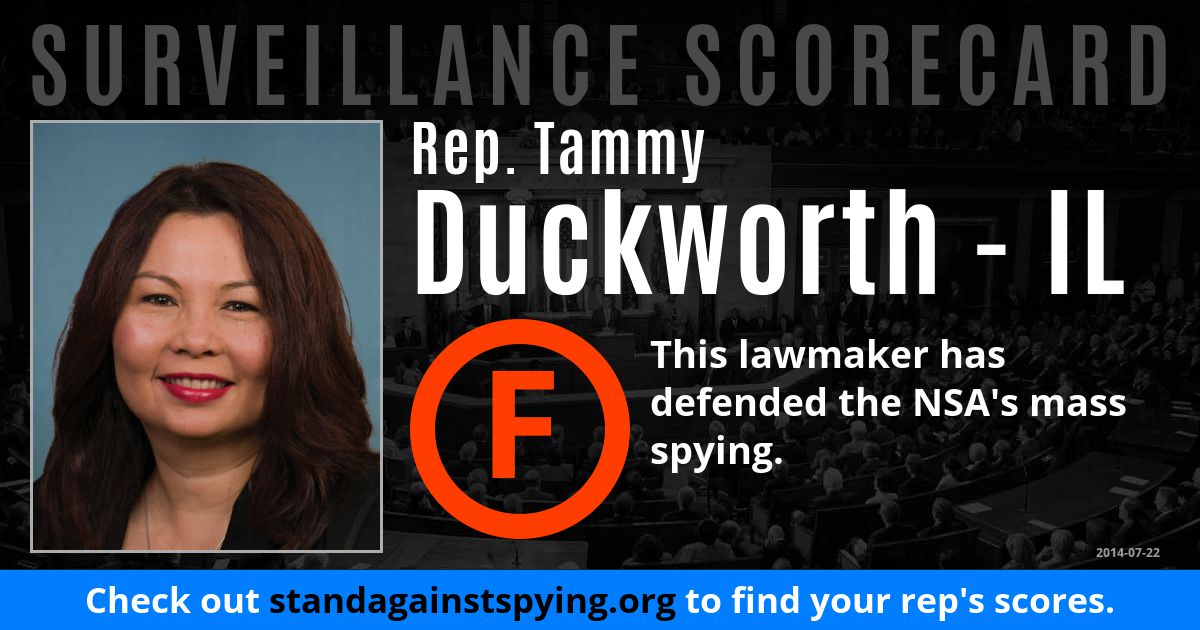 SURVEILLANCE SCORECARD
Rep. Tammy
Duckworth - IL
F
This lawmaker has
defended the NSA's mass
spying.
2014-07-22
Check out standagainstspying.org to find your rep's scores.